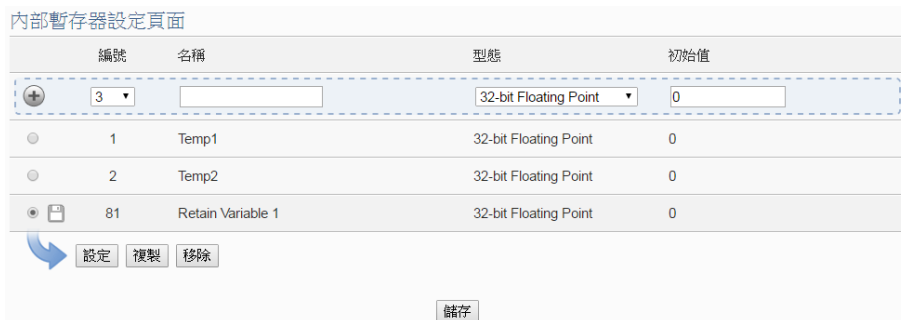 內部暫存器設定頁面
編號 名稱 型態 初始值
3 32-bit Floating Point 0
1 Temp1 32-bit Floating Point 0
2 Temp2 32-bit Floating Point 0
81 Retain Variable 1 32-bit Floating Point 0
設定 複製 移除
儲存